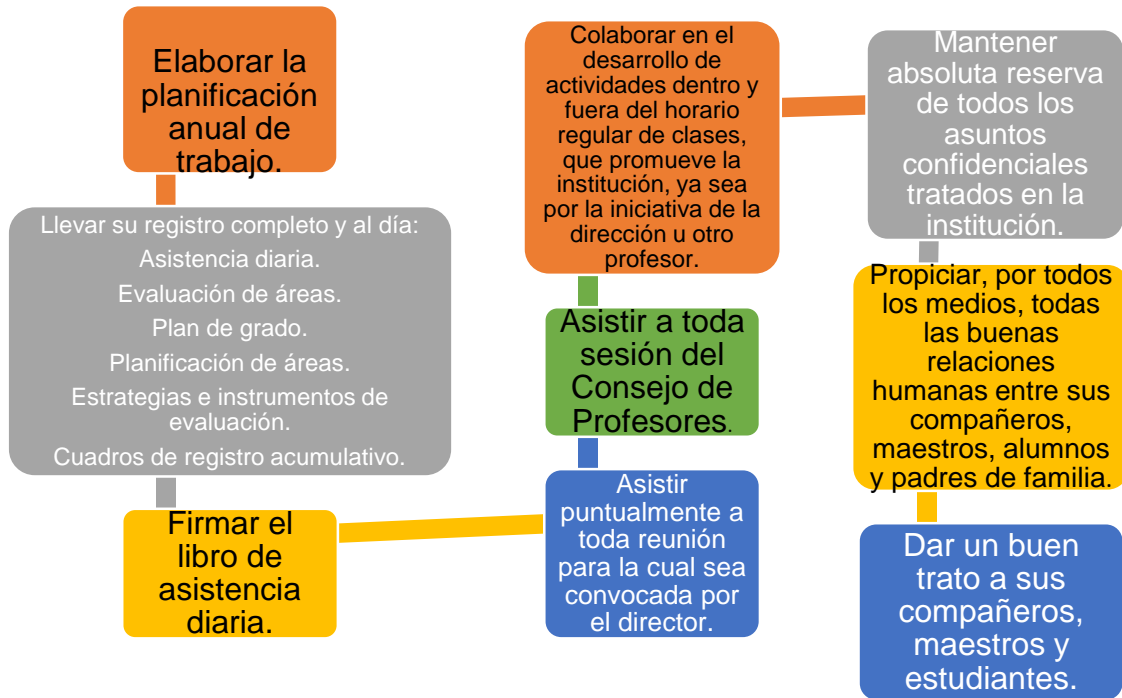 Elaborar la
planificación
anual de
trabajo.
Llevar su registro completo y al día:
Asistencia diaria.
Evaluación de áreas.
Plan de grado.
Planificación de áreas.
Estrategias e instrumentos de
evaluación.
Cuadros de registro acumulativo.
Firmar el
libro de
asistencia
diaria.
Asistir
puntualmente a
toda reunión
para la cual sea
convocada por
el director.
Asistir a toda
sesión del
Consejo de
Profesores.
Colaborar en el
desarrollo de
actividades dentro y
fuera del horario
regular de clases,
que promueve la
institución, ya sea
por la iniciativa de la
dirección u otro
profesor.
Mantener
absoluta reserva
de todos los
asuntos
confidenciales
tratados en la
institución.
Propiciar, por todos
los medios, todas
las buenas
relaciones
humanas entre sus
compañeros,
maestros, alumnos
y padres de familia.
Dar un buen
trato a sus
compañeros,
maestros y
estudiantes.